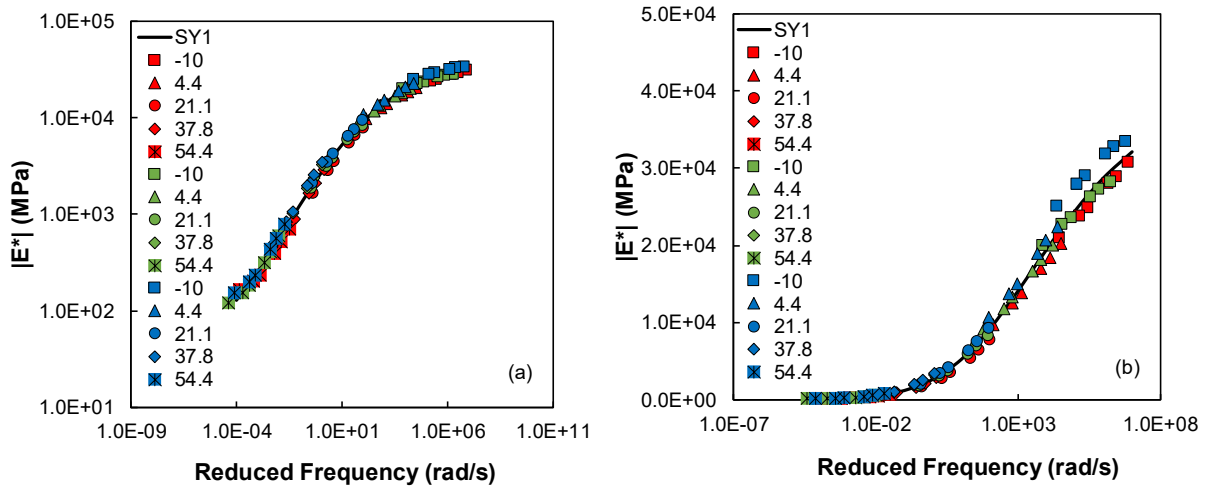 1.0E+05
1.0E+04
1.0E+03
1.0E+02
1.0E+01
|E*| (MPa)
SY1
-10
4.4
21.1
37.8
54.4
-10
4.4
21.1
37.8
54.4
-10
4.4
21.1
37.8
54.4
(a)
1.0E-09
1.0E-04
1.0E+01
1.0E+06
1.0E+11
Reduced Frequency (rad/s)
5.0E+04
4.0E+04
3.0E+04
2.0E+04
1.0E+04
0.0E+00
|E*| (MPa)
SY1
-10
4.4
21.1
37.8
54.4
-10
4.4
21.1
37.8
54.4
-10
4.4
21.1
37.8
54.4
(b)
1.0E-07
1.0E-02
1.0E+03
1.0E+08
Reduced Frequency (rad/s)